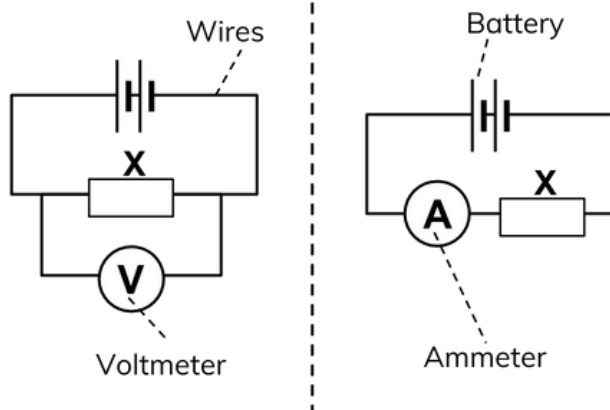 Wires
X
V
Voltmeter
Battery
X
A
Ammeter